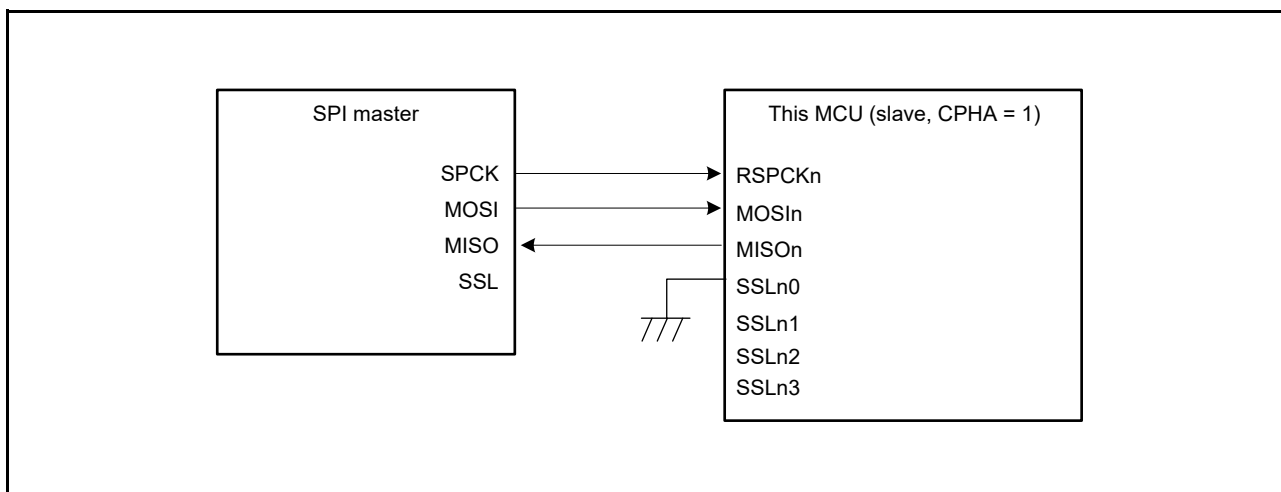 SPI master
SPCK
MOSI
MISO
SSL
This MCU (slave, CPHA = 1)
RSPCKn
MOSIn
MISOn
SSLn0
SSLn1
SSLn2
SSLn3